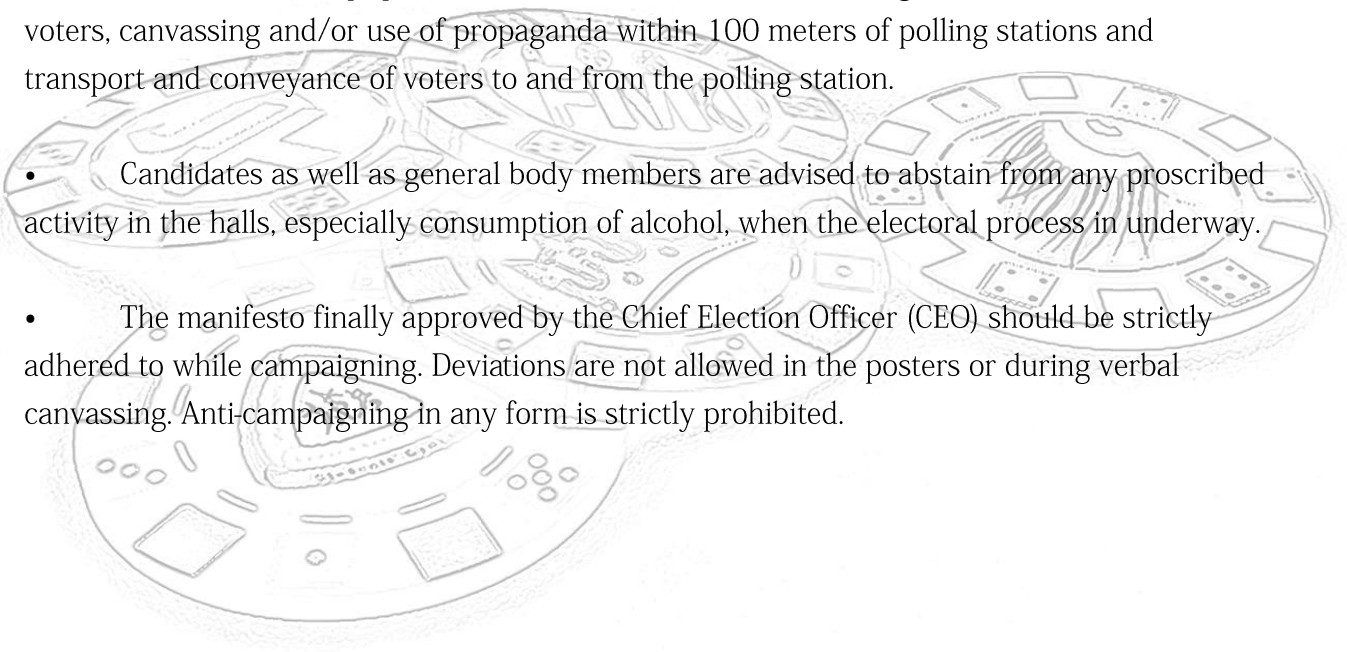 voters, canvassing and/or use of propaganda within 100 meters of polling stations and
transport and conveyance of voters to and from the polling station.
• Candidates as well as general body members are advised to abstain from any proscribed
activity in the halls, especially consumption of alcohol, when the electoral process in underway.
• The manifesto finally approved by the Chief Election Officer (CEO) should be strictly
adhered to while campaigning. Deviations are not allowed in the posters or during verbal
canvassing. Anti-campaigning in any form is strictly prohibited.